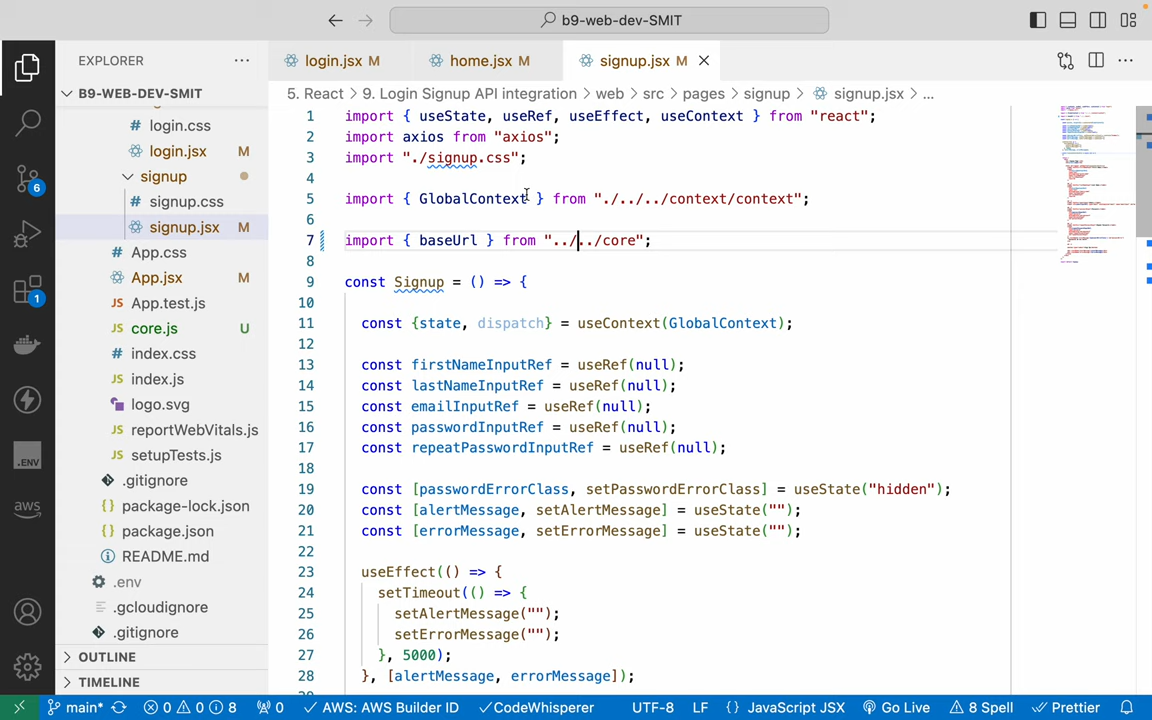 b9-web-dev-SMIT
EXPLORER
login.jsx M
home.jsx M
signup.jsx M
B9-WEB-DEV-SMIT
5. React > 9. Login Signup API integration > web > src > pages > signup > signup.jsx > ...
login.css
login.jsx M
signup
signup.css
signup.jsx M
App.css
App.jsx M
App.test.js
core.js U
index.css
index.js
logo.svg
reportWebVitals.js
setupTests.js
.gitignore
package-lock.json
package.json
README.md
.env
.gcloudignore
.gitignore
OUTLINE
TIMELINE
6
1
.ENV
aws
1 import { useState, useRef, useEffect, useContext } from "react";
2 import axios from "axios";
3 import "./signup.css";
4
5 import { GlobalContext } from "./../../context/context";
6
7 import { baseUrl } from "../../core";
8
9 const Signup = () => {
10
11 const {state, dispatch} = useContext(GlobalContext);
12
13 const firstNameInputRef = useRef(null);
14 const lastNameInputRef = useRef(null);
15 const emailInputRef = useRef(null);
16 const passwordInputRef = useRef(null);
17 const repeatPasswordInputRef = useRef(null);
18
19 const [passwordErrorClass, setPasswordErrorClass] = useState("hidden");
20 const [alertMessage, setAlertMessage] = useState("");
21 const [errorMessage, setErrorMessage] = useState("");
22
23 useEffect(() => {
24 setTimeout(() => {
25 setAlertMessage("");
26 setErrorMessage("");
27 }, 5000);
28 }, [alertMessage, errorMessage]);
main* 0 0 8 0 AWS: AWS Builder ID CodeWhisperer UTF-8 LF {} JavaScript JSX Go Live 8 Spell Prettier